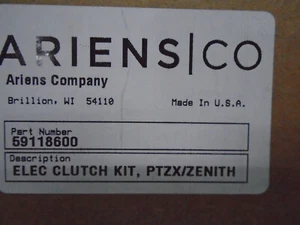 ARIENS|CO
Ariens Company
Brillion, WI 54110 Made In U.S.A.
Part Number
59118600
Description
ELEC CLUTCH KIT, PTZX/ZENITH